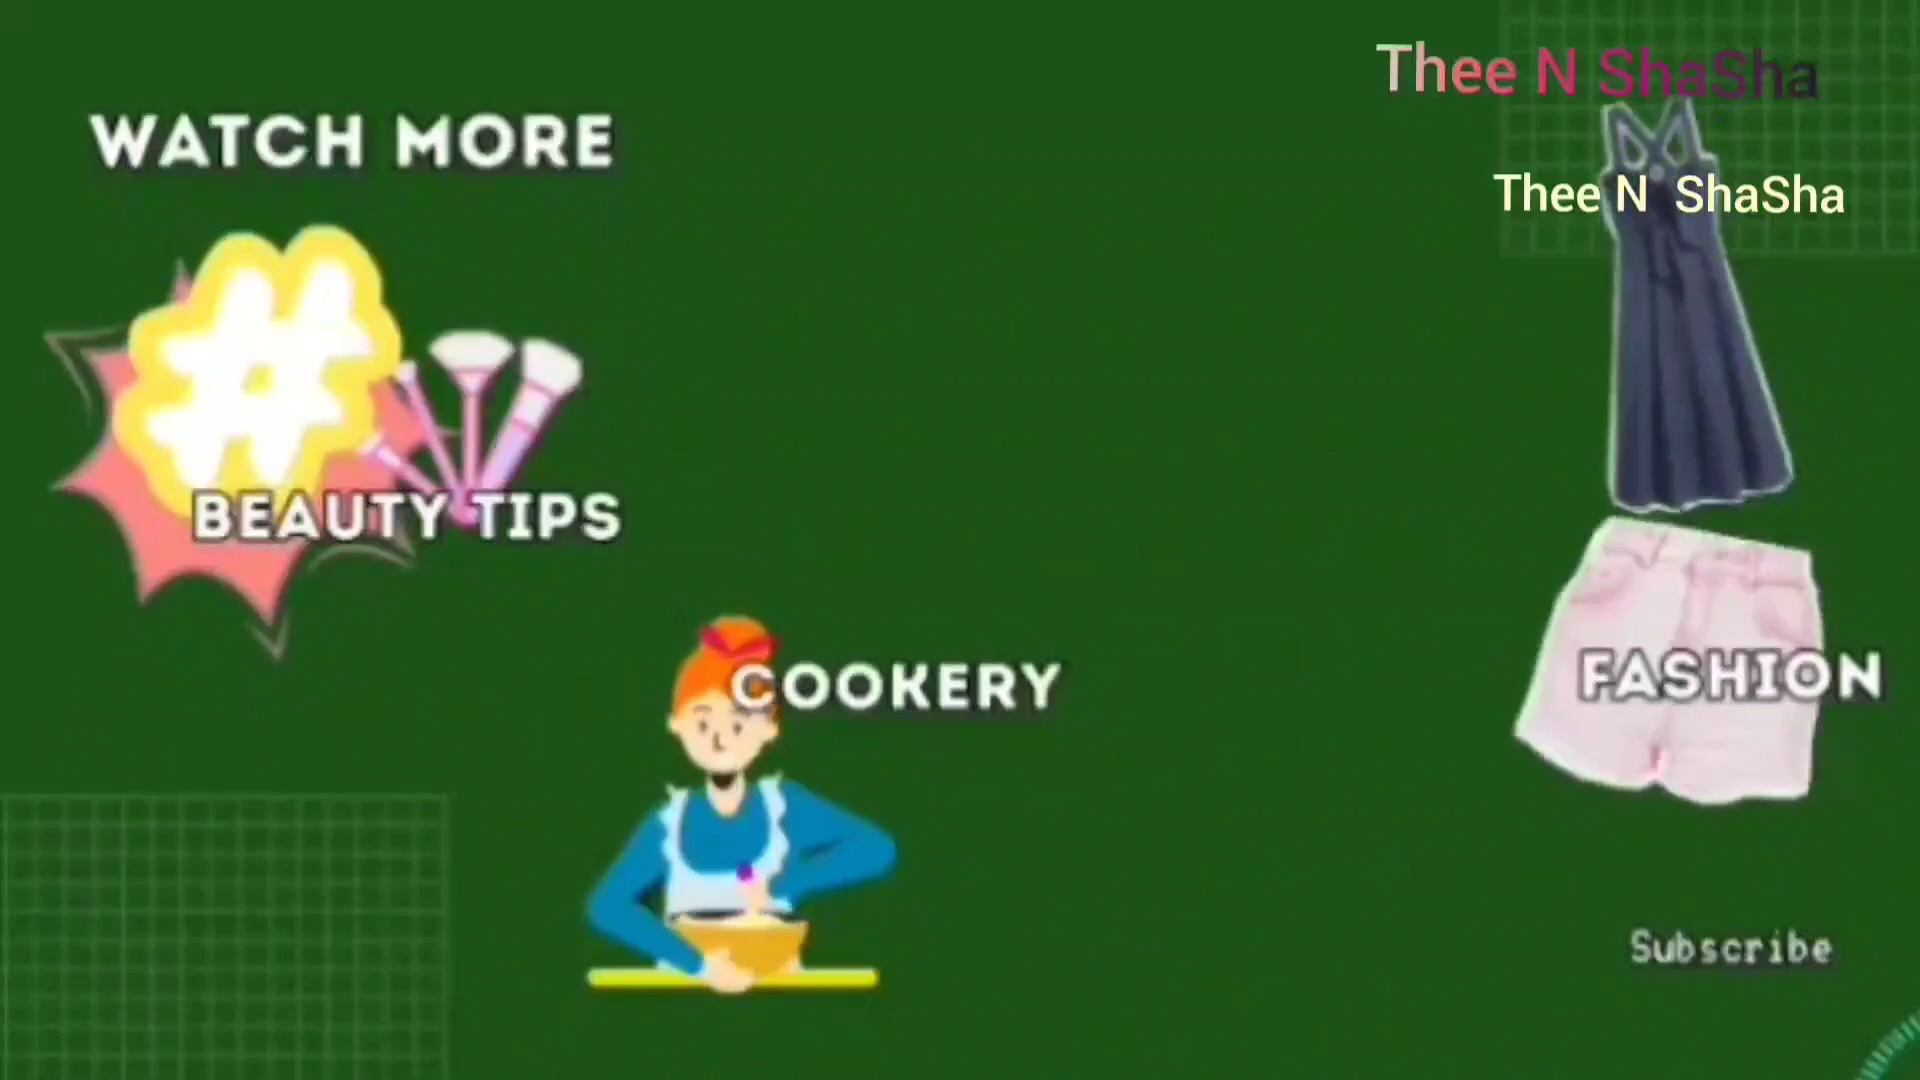 Thee N ShaSha
WATCH MORE
Thee N ShaSha
#
BEAUTY TIPS
COOKERY
FASHION
Subscribe